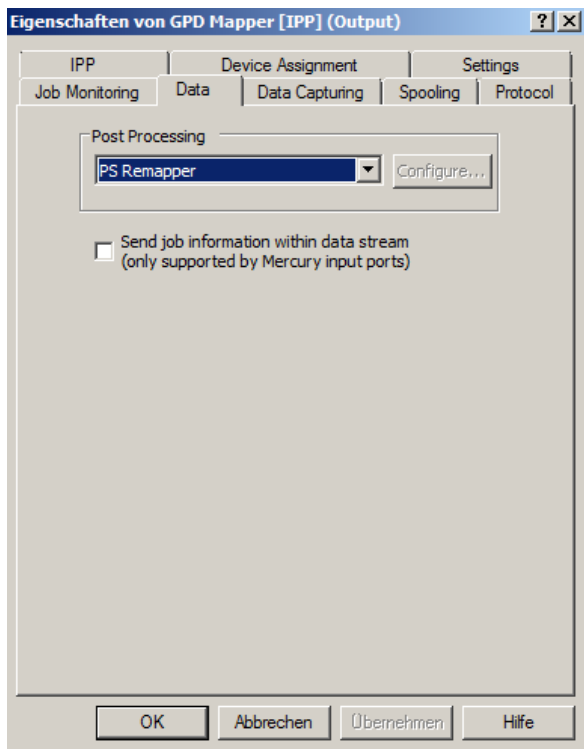 Eigenschaften von GPD Mapper [IPP] (Output)
IPP Device Assignment Settings
Job Monitoring Data Data Capturing Spooling Protocol
Post Processing
PS Remapper Configure...
Send job information within data stream
(only supported by Mercury input ports)
OK Abbrechen Übernehmen Hilfe